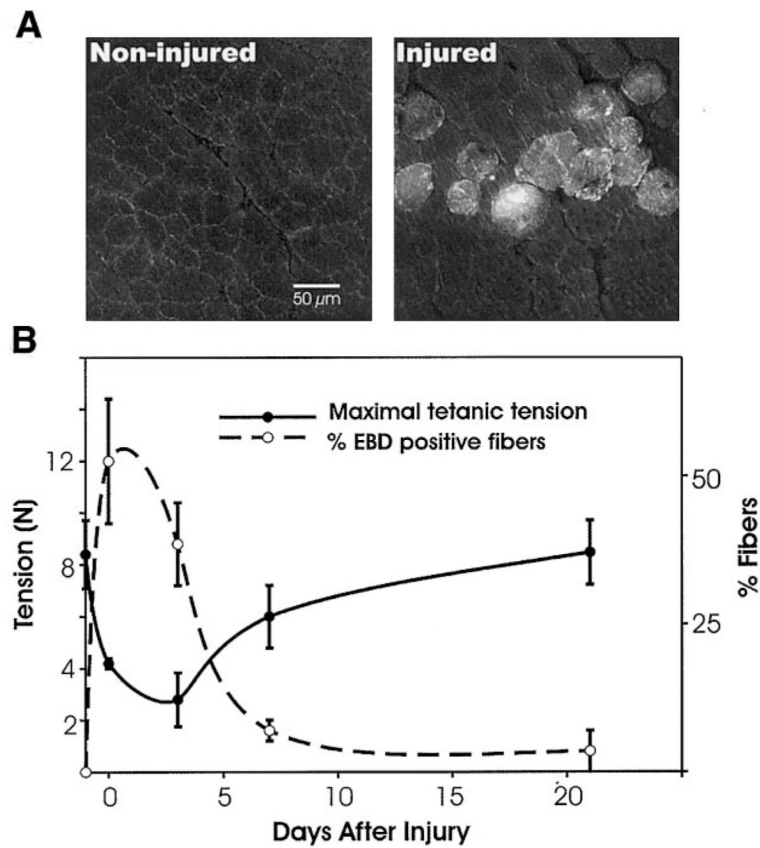 A
Non-injured
Injured
50 µm
B
Maximal tetanic tension
% EBD positive fibers
12
8
4
2
Tension (N)
50
25
% Fibers
0 5 10 15 20
Days After Injury